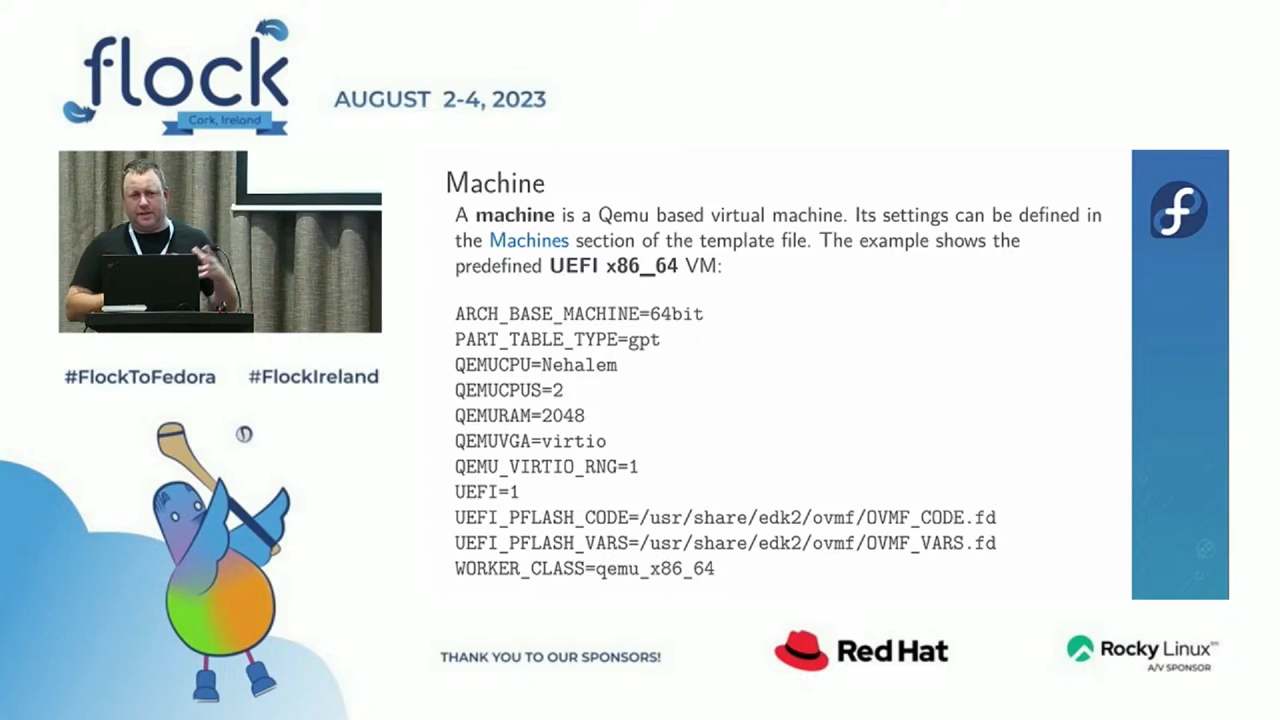 flock
Cork, Ireland
AUGUST 2-4, 2023
Machine
A machine is a Qemu based virtual machine. Its settings can be defined in
the Machines section of the template file. The example shows the
predefined UEFI x86_64 VM:
ARCH_BASE_MACHINE=64bit
PART_TABLE_TYPE=gpt
QEMUCPU=Nehalem
QEMUCPUS=2
QEMURAM=2048
QEMUVGA=virtio
QEMU_VIRTIO_RNG=1
UEFI=1
UEFI_PFLASH_CODE=/usr/share/edk2/ovmf/OVMF_CODE.fd
UEFI_PFLASH_VARS=/usr/share/edk2/ovmf/OVMF_VARS.fd
WORKER_CLASS=qemu_x86_64
#FlockToFedora #FlockIreland
THANK YOU TO OUR SPONSORS!
Red Hat
Rocky Linux™
A/V SPONSOR